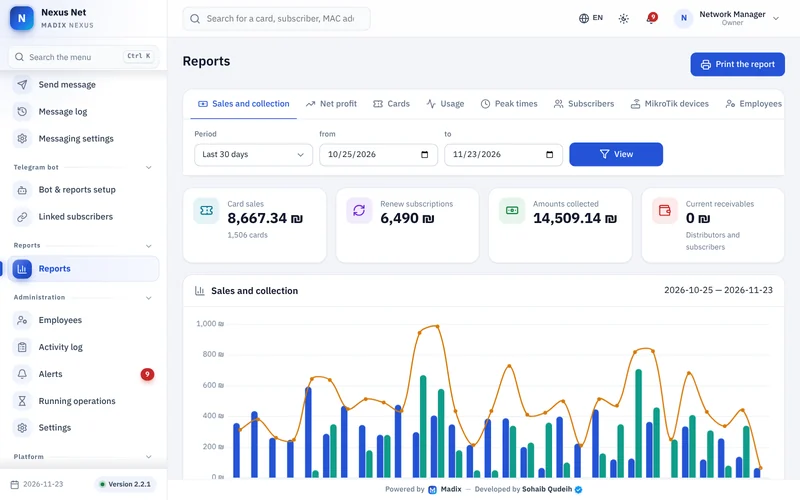 N
Nexus Net
MADIX NEXUS
Search the menu
Ctrl K
Send message
Message log
Messaging settings
Telegram bot
Bot & reports setup
Linked subscribers
Reports
Reports
Administration
Employees
Activity log
Alerts
9
Running operations
Settings
Platform
2026-11-23
Version 2.2.1
Search for a card, subscriber, MAC ad
EN
9
N
Network Manager
Owner
Reports
Print the report
Sales and collection
Net profit
Cards
Usage
Peak times
Subscribers
MikroTik devices
Employees
Period
from
to
Last 30 days
10/25/2026
11/23/2026
View
Card sales
8,667.34 ₪
1,506 cards
Renew subscriptions
6,490 ₪
Amounts collected
14,509.14 ₪
Current receivables
0 ₪
Distributors and
subscribers
Sales and collection
2026-10-25 — 2026-11-23
1,000 ₪
800 ₪
600 ₪
400 ₪
200 ₪
0 ₪
Powered by Madix – Developed by Sohaib Qudeih